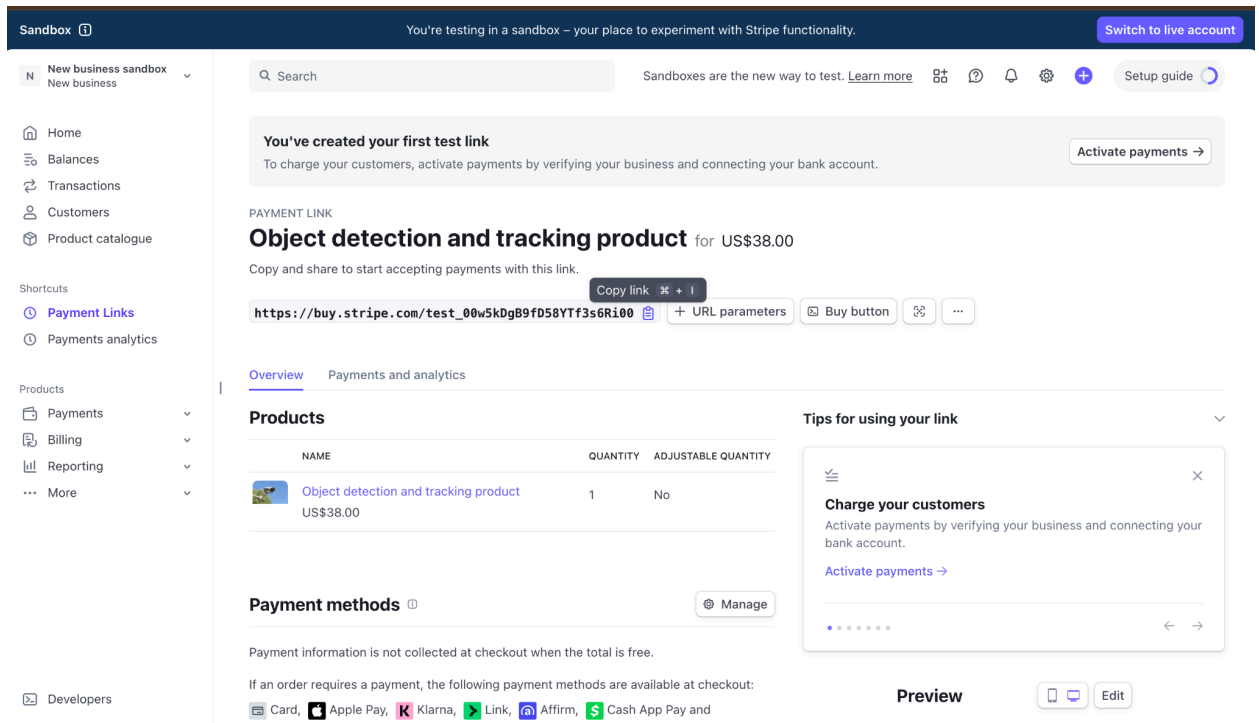 Sandbox
You're testing in a sandbox – your place to experiment with Stripe functionality.
Switch to live account
N
New business sandbox
New business
Search
Sandboxes are the new way to test. Learn more
Setup guide
Home
Balances
Transactions
Customers
Product catalogue
Shortcuts
Payment Links
Payments analytics
Products
Payments
Billing
Reporting
More
Developers
You've created your first test link
To charge your customers, activate payments by verifying your business and connecting your bank account.
Activate payments →
PAYMENT LINK
Object detection and tracking product for US$38.00
Copy and share to start accepting payments with this link.
Copy link ⌘ + I
https://buy.stripe.com/test_00w5kDgB9fD58YTf3s6Ri00
+ URL parameters
Buy button
Overview
Payments and analytics
Products
NAME QUANTITY ADJUSTABLE QUANTITY
Object detection and tracking product 1 No
US$38.00
Payment methods
Manage
Payment information is not collected at checkout when the total is free.
If an order requires a payment, the following payment methods are available at checkout:
Card, Apple Pay, Klarna, Link, Affirm, Cash App Pay and
Tips for using your link
Charge your customers
Activate payments by verifying your business and connecting your
bank account.
Activate payments →
Preview
Edit